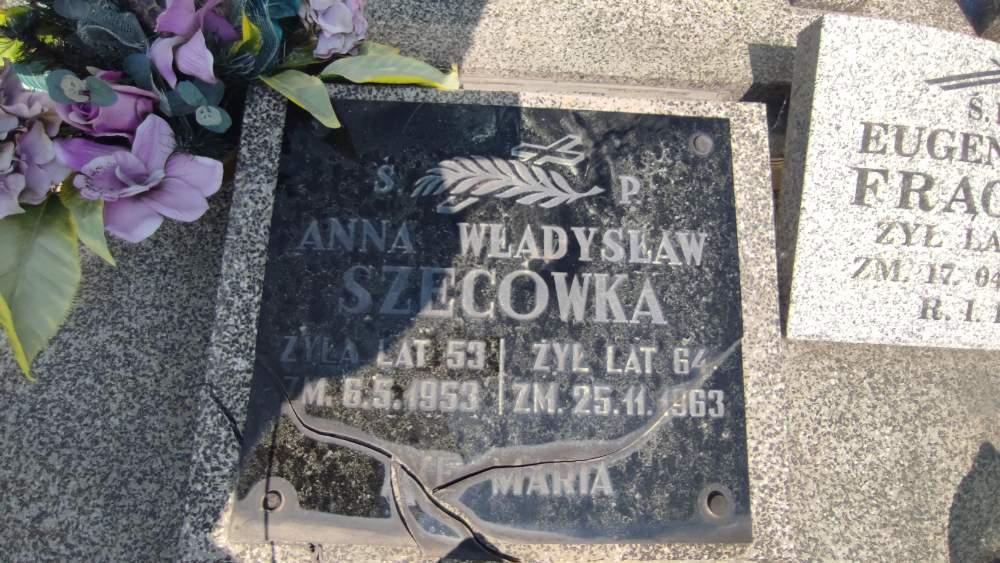 Ś. P.
ANNA WŁADYSŁAW
SZECÓWKA
ŻYŁA LAT 53 ŻYŁ LAT 64
ZM. 6.5.1953 ZM. 25.11.1963
MARIA
Ś.
EUGEN
FRAC
ŻYŁ LA
ZM. 17. 04
R. I. P